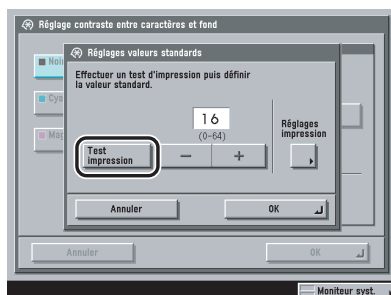 Réglage contraste entre caractères et fond
Réglages valeurs standards
Effectuer un test d'impression puis définir
la valeur standard.
16
(0-64)
Test
impression
−
+
Réglages
impression
Annuler
OK
Noi
Cya
Mag
Annuler
OK
Moniteur syst.